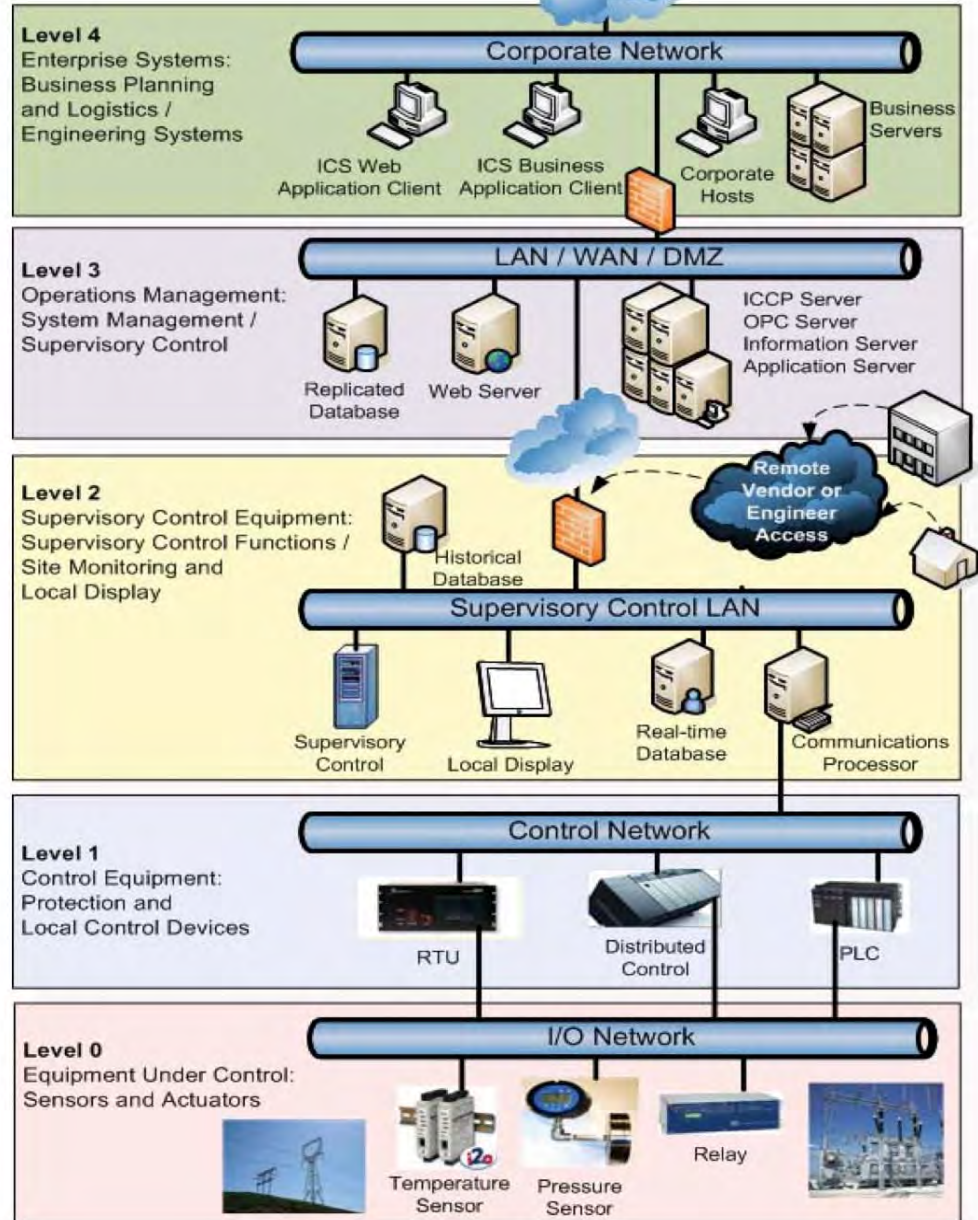 Level 4
Enterprise Systems:
Business Planning
and Logistics /
Engineering Systems
Corporate Network
ICS Web
Application Client
ICS Business
Application Client
Corporate
Hosts
Business
Servers
Level 3
Operations Management:
System Management /
Supervisory Control
LAN / WAN / DMZ
Replicated
Database
Web Server
ICCP Server
OPC Server
Information Server
Application Server
Level 2
Supervisory Control Equipment:
Supervisory Control Functions /
Site Monitoring and
Local Display
Remote
Vendor or
Engineer
Access
Historical
Database
Supervisory Control LAN
Supervisory
Control
Local Display
Real-time
Database
Communications
Processor
Level 1
Control Equipment:
Protection and
Local Control Devices
Control Network
RTU
Distributed
Control
PLC
Level 0
Equipment Under Control:
Sensors and Actuators
I/O Network
i2o
Temperature
Sensor
Pressure
Sensor
Relay